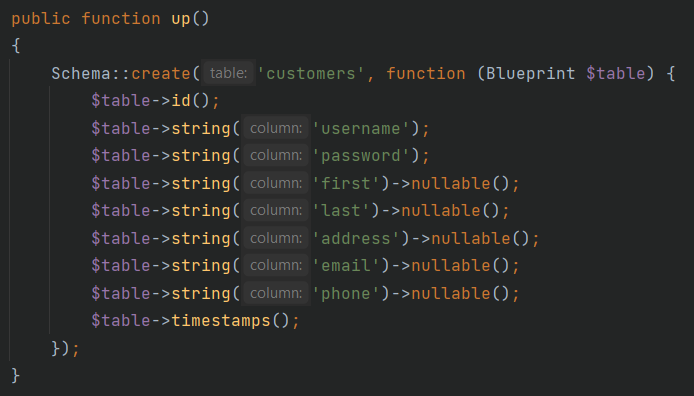 public function up()
{
    Schema::create( table: 'customers', function (Blueprint $table) {
        $table->id();
        $table->string( column: 'username');
        $table->string( column: 'password');
        $table->string( column: 'first')->nullable();
        $table->string( column: 'last')->nullable();
        $table->string( column: 'address')->nullable();
        $table->string( column: 'email')->nullable();
        $table->string( column: 'phone')->nullable();
        $table->timestamps();
    });
}